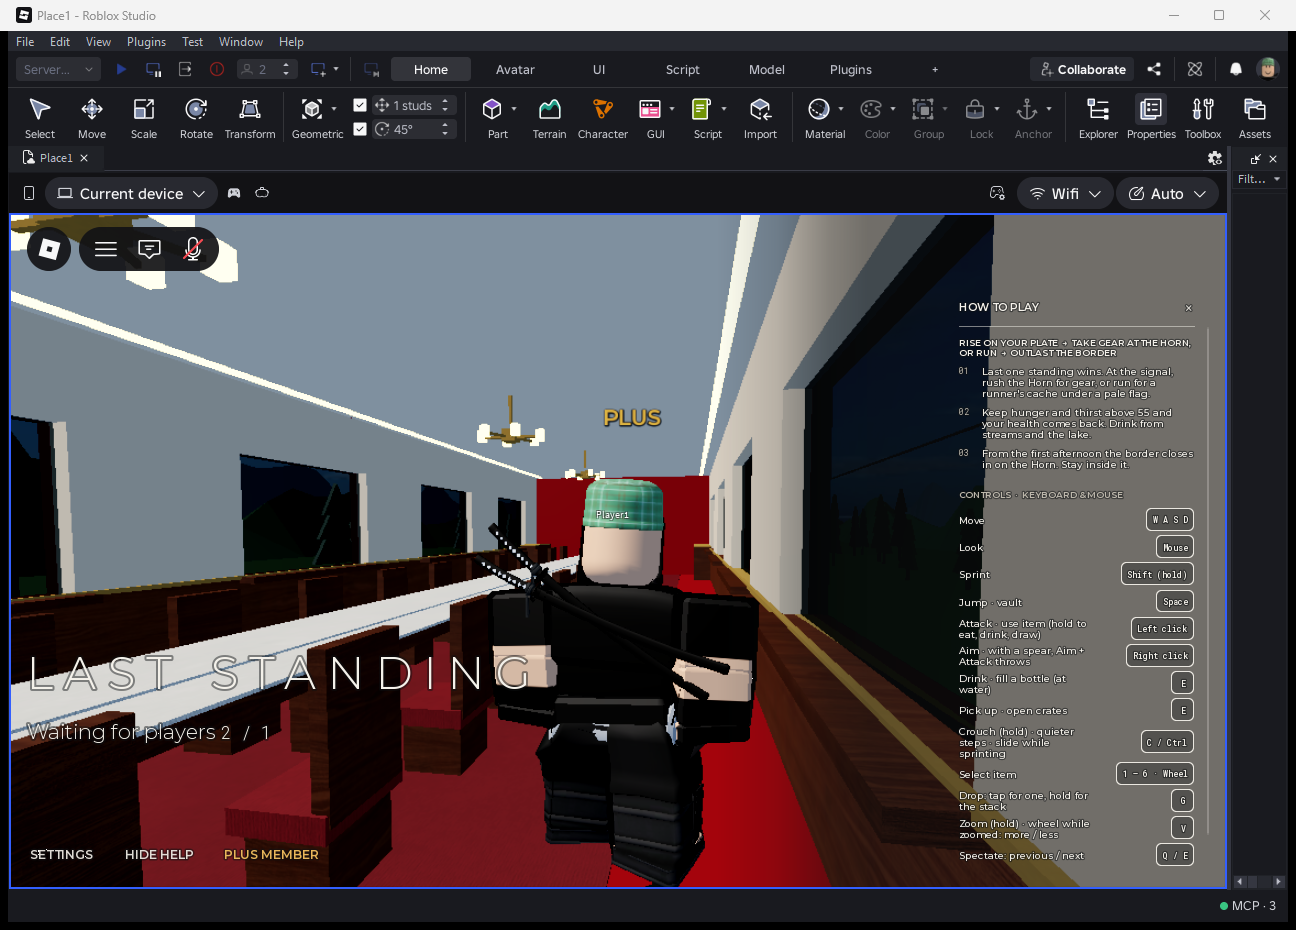 Place1 - Roblox Studio
File Edit View Plugins Test Window Help
Server... 2 Home Avatar UI Script Model Plugins + Collaborate
1 studs
45°
Select Move Scale Rotate Transform Geometric Part Terrain Character GUI Script Import Material Color Group Lock Anchor Explorer Properties Toolbox Assets
Place1
Current device Wifi Auto Filt...
HOW TO PLAY
RISE ON YOUR PLATE → TAKE GEAR AT THE HORN,
OR RUN → OUTLAST THE BORDER
01 Last one standing wins. At the signal,
rush the Horn for gear, or run for a
runner's cache under a pale flag.
02 Keep hunger and thirst above 55 and
your health comes back. Drink from
streams and the lake.
03 From the first afternoon the border closes
in on the Horn. Stay inside it.
CONTROLS · KEYBOARD & MOUSE
Move W A S D
Look Mouse
Sprint Shift (hold)
Jump · vault Space
Attack · use item (hold to
eat, drink, draw) Left click
Aim · with a spear, Aim +
Attack throws Right click
Drink · fill a bottle (at
water) E
Pick up · open crates E
Crouch (hold) · quieter
steps · slide while
sprinting C / Ctrl
Select item 1 – 6 · Wheel
Drop: tap for one, hold for
the stack G
Zoom (hold) · wheel while
zoomed: more / less V
Spectate: previous / next Q / E
PLUS
Player1
LAST STANDING
Waiting for players 2 / 1
SETTINGS HIDE HELP PLUS MEMBER
MCP · 3